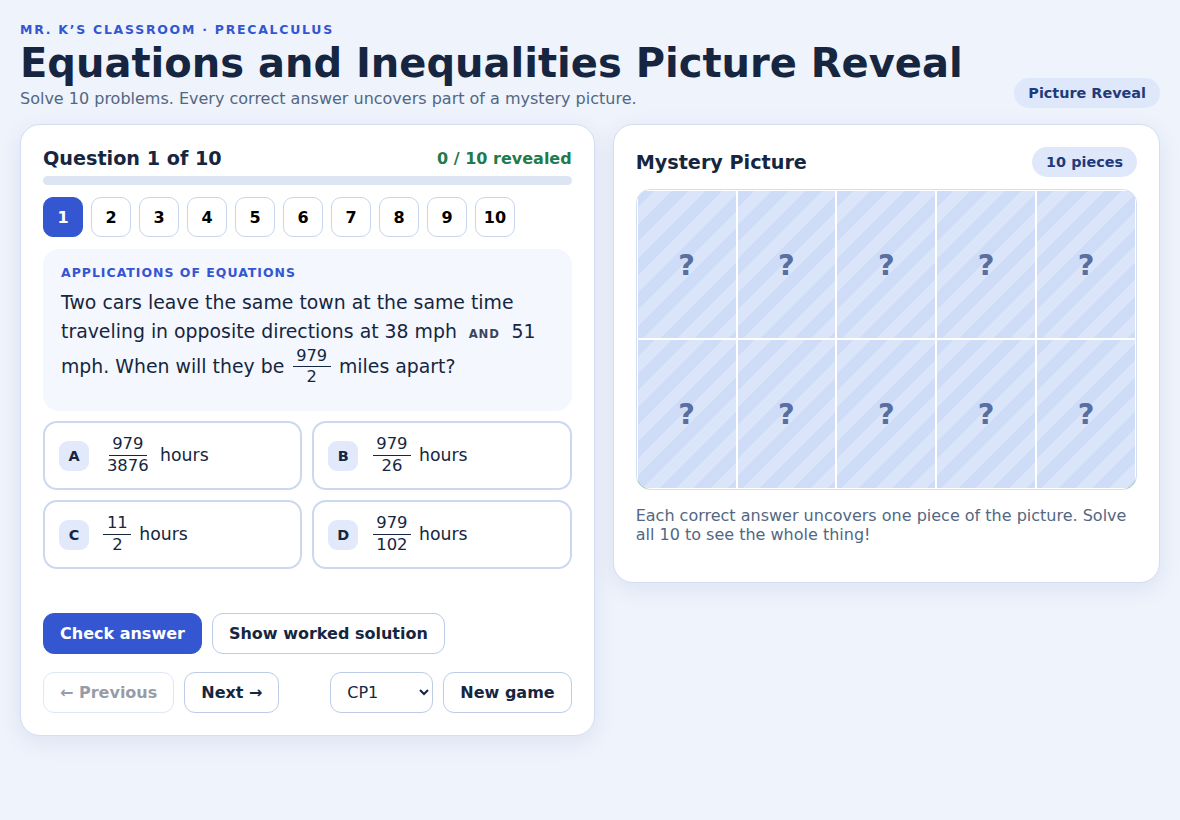 MR. K'S CLASSROOM · PRECALCULUS
Equations and Inequalities Picture Reveal
Solve 10 problems. Every correct answer uncovers part of a mystery picture.
Picture Reveal
Question 1 of 10
0 / 10 revealed
1 2 3 4 5 6 7 8 9 10
APPLICATIONS OF EQUATIONS
Two cars leave the same town at the same time
traveling in opposite directions at 38 mph AND 51
mph. When will they be 979/2 miles apart?
A 979/3876 hours
B 979/26 hours
C 11/2 hours
D 979/102 hours
Check answer
Show worked solution
← Previous
Next →
CP1
New game
Mystery Picture
10 pieces
? ? ? ? ?
? ? ? ? ?
Each correct answer uncovers one piece of the picture. Solve
all 10 to see the whole thing!